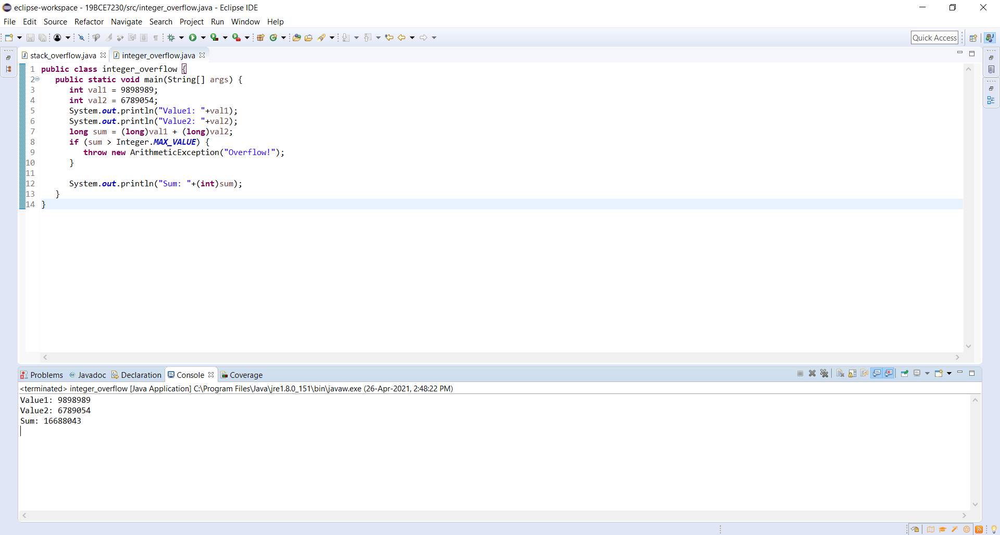 eclipse-workspace - 19BCE7230/src/integer_overflow.java - Eclipse IDE
File Edit Source Refactor Navigate Search Project Run Window Help
Quick Access
stack_overflow.java integer_overflow.java
1 public class integer_overflow {
2 public static void main(String[] args) {
3 int val1 = 9898989;
4 int val2 = 6789054;
5 System.out.println("Value1: "+val1);
6 System.out.println("Value2: "+val2);
7 long sum = (long)val1 + (long)val2;
8 if (sum > Integer.MAX_VALUE) {
9 throw new ArithmeticException("Overflow!");
10 }
11
12 System.out.println("Sum: "+(int)sum);
13 }
14 }
Problems @ Javadoc Declaration Console Coverage
<terminated> integer_overflow [Java Application] C:\Program Files\Java\jre1.8.0_151\bin\javaw.exe (26-Apr-2021, 2:48:22 PM)
Value1: 9898989
Value2: 6789054
Sum: 16688043